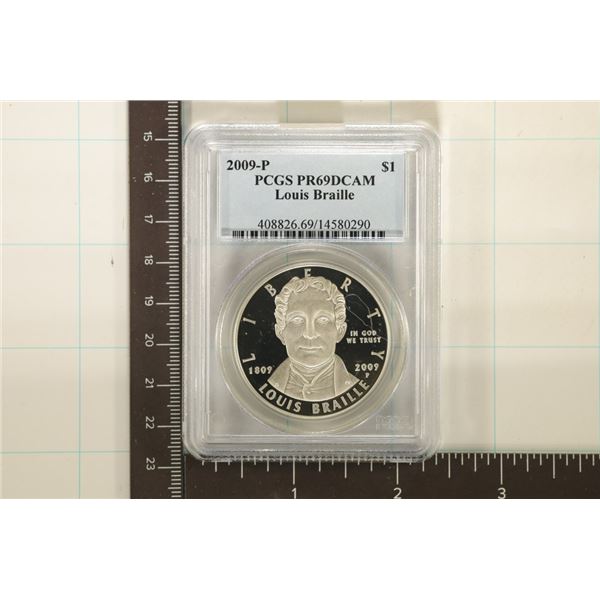 2009-P $1
PCGS PR69DCAM
Louis Braille
408826.69/14580290
LIBERTY
IN GOD
WE TRUST
1809 2009
P
LOUIS BRAILLE
15
16
17
18
19
20
21
22
23
1 2 3